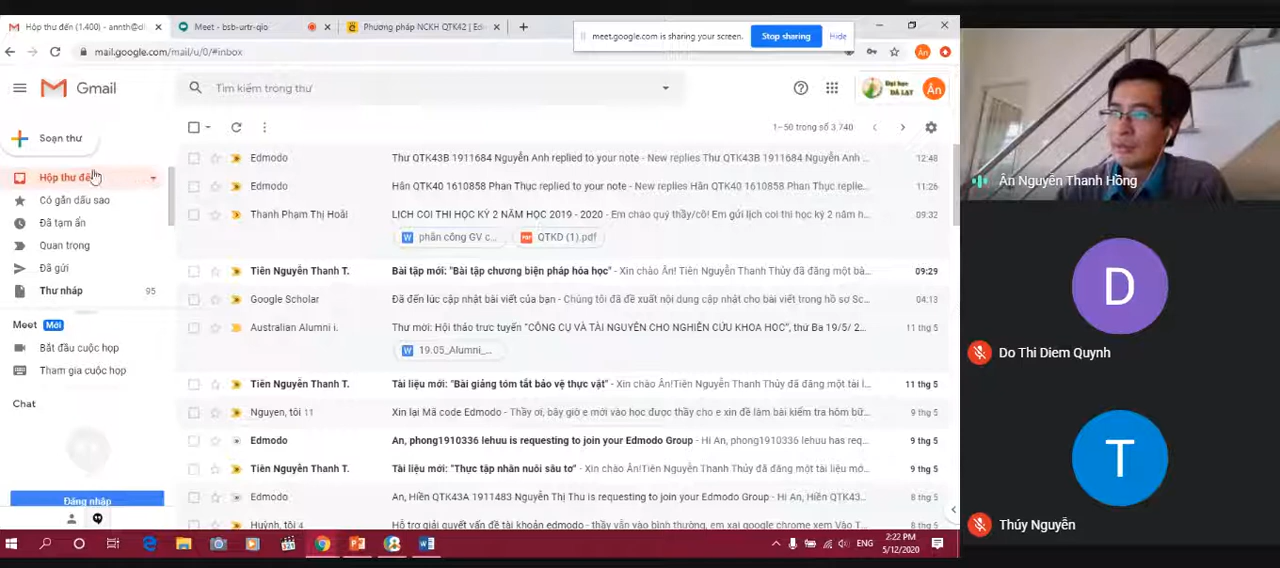 Hộp thư đến (1.400) - annth@dl
Meet - bsb-urtr-qio
Phương pháp NCKH QTK42 | Ed
meet.google.com is sharing your screen.
Stop sharing
Hide
mail.google.com/mail/u/0/#inbox
Ân
Gmail
Tìm kiếm trong thư
Đại học
ĐÀ LẠT
Ân
Soạn thư
1–50 trong số 3.740
Hộp thư đế
Có gắn dấu sao
Đã tạm ẩn
Quan trọng
Đã gửi
Thư nháp 95
Meet Mới
Bắt đầu cuộc họp
Tham gia cuộc họp
Chat
Đăng nhập
Edmodo Thư QTK43B 1911684 Nguyễn Anh replied to your note - New replies Thư QTK43B 1911684 Nguyễn Anh ... 12:48
Edmodo Hân QTK40 1610858 Phan Thục replied to your note - New replies Hân QTK40 1610858 Phan Thục replie... 11:26
Thanh Phạm Thị Hoài LỊCH COI THI HỌC KỲ 2 NĂM HỌC 2019 - 2020 - Em chào quý thầy/cô! Em gửi lịch coi thi học kỳ 2 năm h... 09:32
phân công GV c... QTKD (1).pdf
Tiên Nguyễn Thanh T. Bài tập mới: "Bài tập chương biện pháp hóa học" - Xin chào Ân! Tiên Nguyễn Thanh Thủy đã đăng một bà... 09:29
Google Scholar Đã đến lúc cập nhật bài viết của bạn - Chúng tôi đã đề xuất nội dung cập nhật cho bài viết trong hồ sơ Sc... 04:13
Australian Alumni i. Thư mời: Hội thảo trực tuyến "CÔNG CỤ VÀ TÀI NGUYÊN CHO NGHIÊN CỨU KHOA HỌC", thứ Ba 19/5/ 2... 11 thg 5
19.05_Alumni_...
Tiên Nguyễn Thanh T. Tài liệu mới: "Bài giảng tóm tắt bảo vệ thực vật" - Xin chào Ân!Tiên Nguyễn Thanh Thủy đã đăng một tài l... 11 thg 5
Nguyen, tôi 11 Xin lại Mã code Edmodo - Thầy ơi, bây giờ e mới vào học được thầy cho e xin để làm bài kiểm tra hôm bữ... 9 thg 5
Edmodo An, phong1910336 lehuu is requesting to join your Edmodo Group - Hi An, phong1910336 lehuu has req... 9 thg 5
Tiên Nguyễn Thanh T. Tài liệu mới: "Thực tập nhân nuôi sâu tơ" - Xin chào Ân!Tiên Nguyễn Thanh Thủy đã đăng một tài liệu mớ... 9 thg 5
Edmodo An, Hiền QTK43A 1911483 Nguyễn Thị Thu is requesting to join your Edmodo Group - Hi An, Hiền QTK43... 8 thg 5
Huỳnh, tôi 4 Hỗ trợ giải quyết vấn đề tài khoản edmodo - thầy vẫn vào bình thường, em xai google chrome xem Vào T... 8 thg 5
ENG
2:22 PM
5/12/2020
Ân Nguyễn Thanh Hồng
D
Do Thi Diem Quynh
T
Thúy Nguyễn